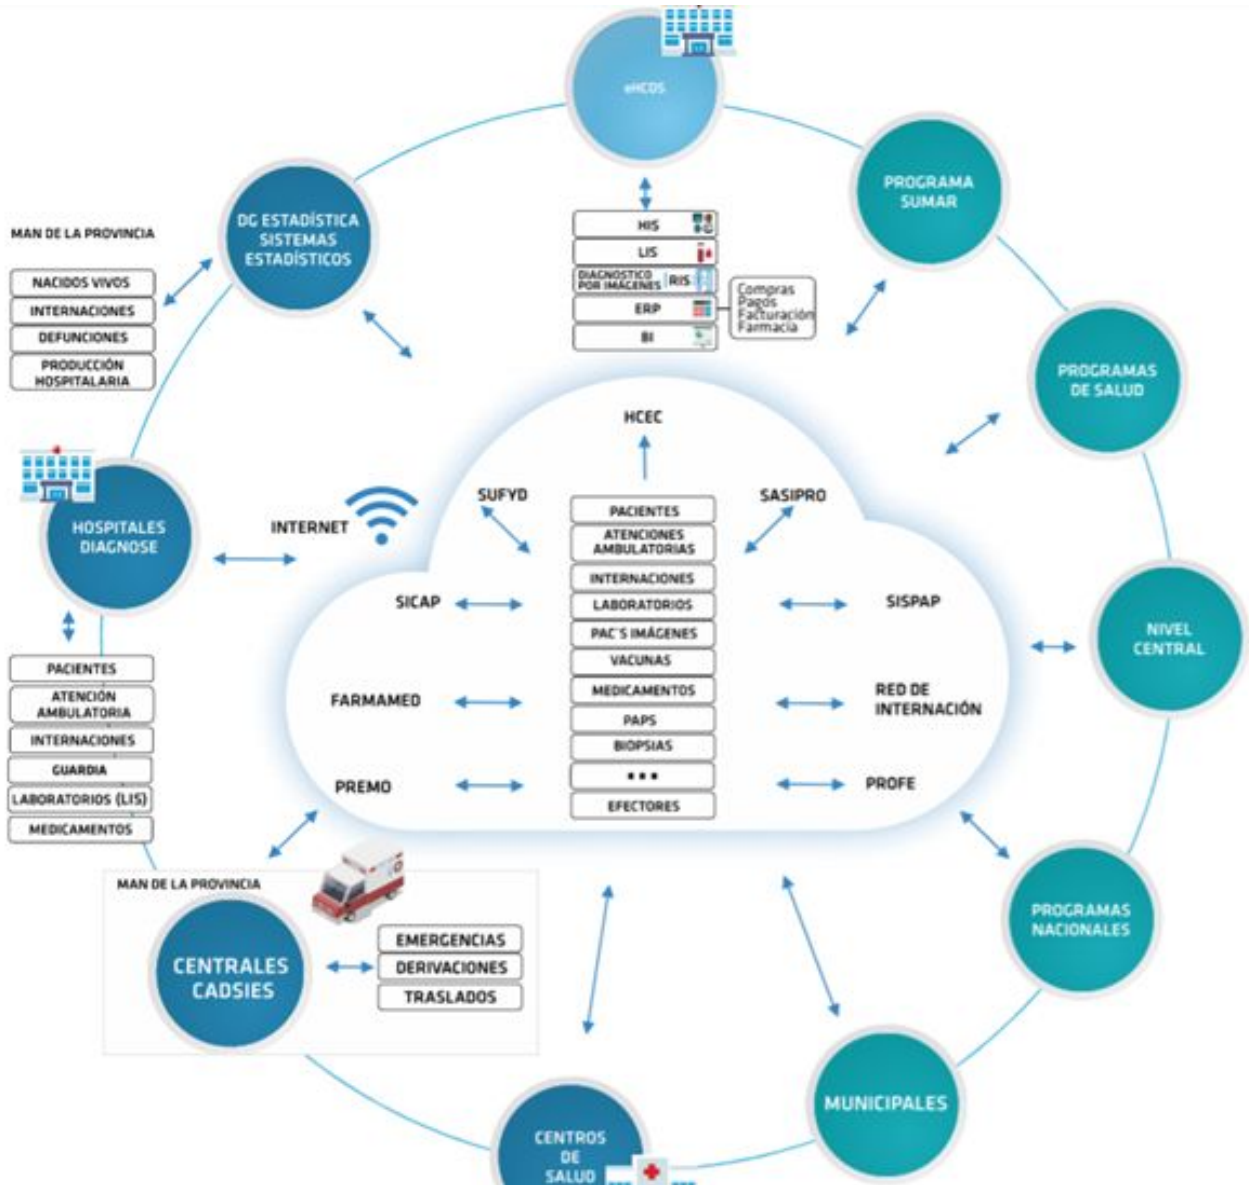 eHCOS
PROGRAMA
SUMAR
DG ESTADÍSTICA
SISTEMAS
ESTADÍSTICOS
HIS
LIS
DIAGNOSTICO
POR IMÁGENES
RIS
ERP
BI
Compras
Pagos
Facturación
Farmacia
MAN DE LA PROVINCIA
NACIDOS VIVOS
INTERNACIONES
DEFUNCIONES
PRODUCCIÓN
HOSPITALARIA
PROGRAMAS
DE SALUD
HOSPITALES
DIAGNOSE
INTERNET
HCEC
SUFYD
SASIPRO
SICAP
SISPAP
FARMAMED
RED DE
INTERNACIÓN
PREMO
PROFE
PACIENTES
ATENCIONES
AMBULATORIAS
INTERNACIONES
LABORATORIOS
PAC´S IMÁGENES
VACUNAS
MEDICAMENTOS
PAPS
BIOPSIAS
...
EFECTORES
NIVEL
CENTRAL
PACIENTES
ATENCIÓN
AMBULATORIA
INTERNACIONES
GUARDIA
LABORATORIOS (LIS)
MEDICAMENTOS
MAN DE LA PROVINCIA
CENTRALES
CADSIES
EMERGENCIAS
DERIVACIONES
TRASLADOS
PROGRAMAS
NACIONALES
MUNICIPALES
CENTROS
DE
SALUD